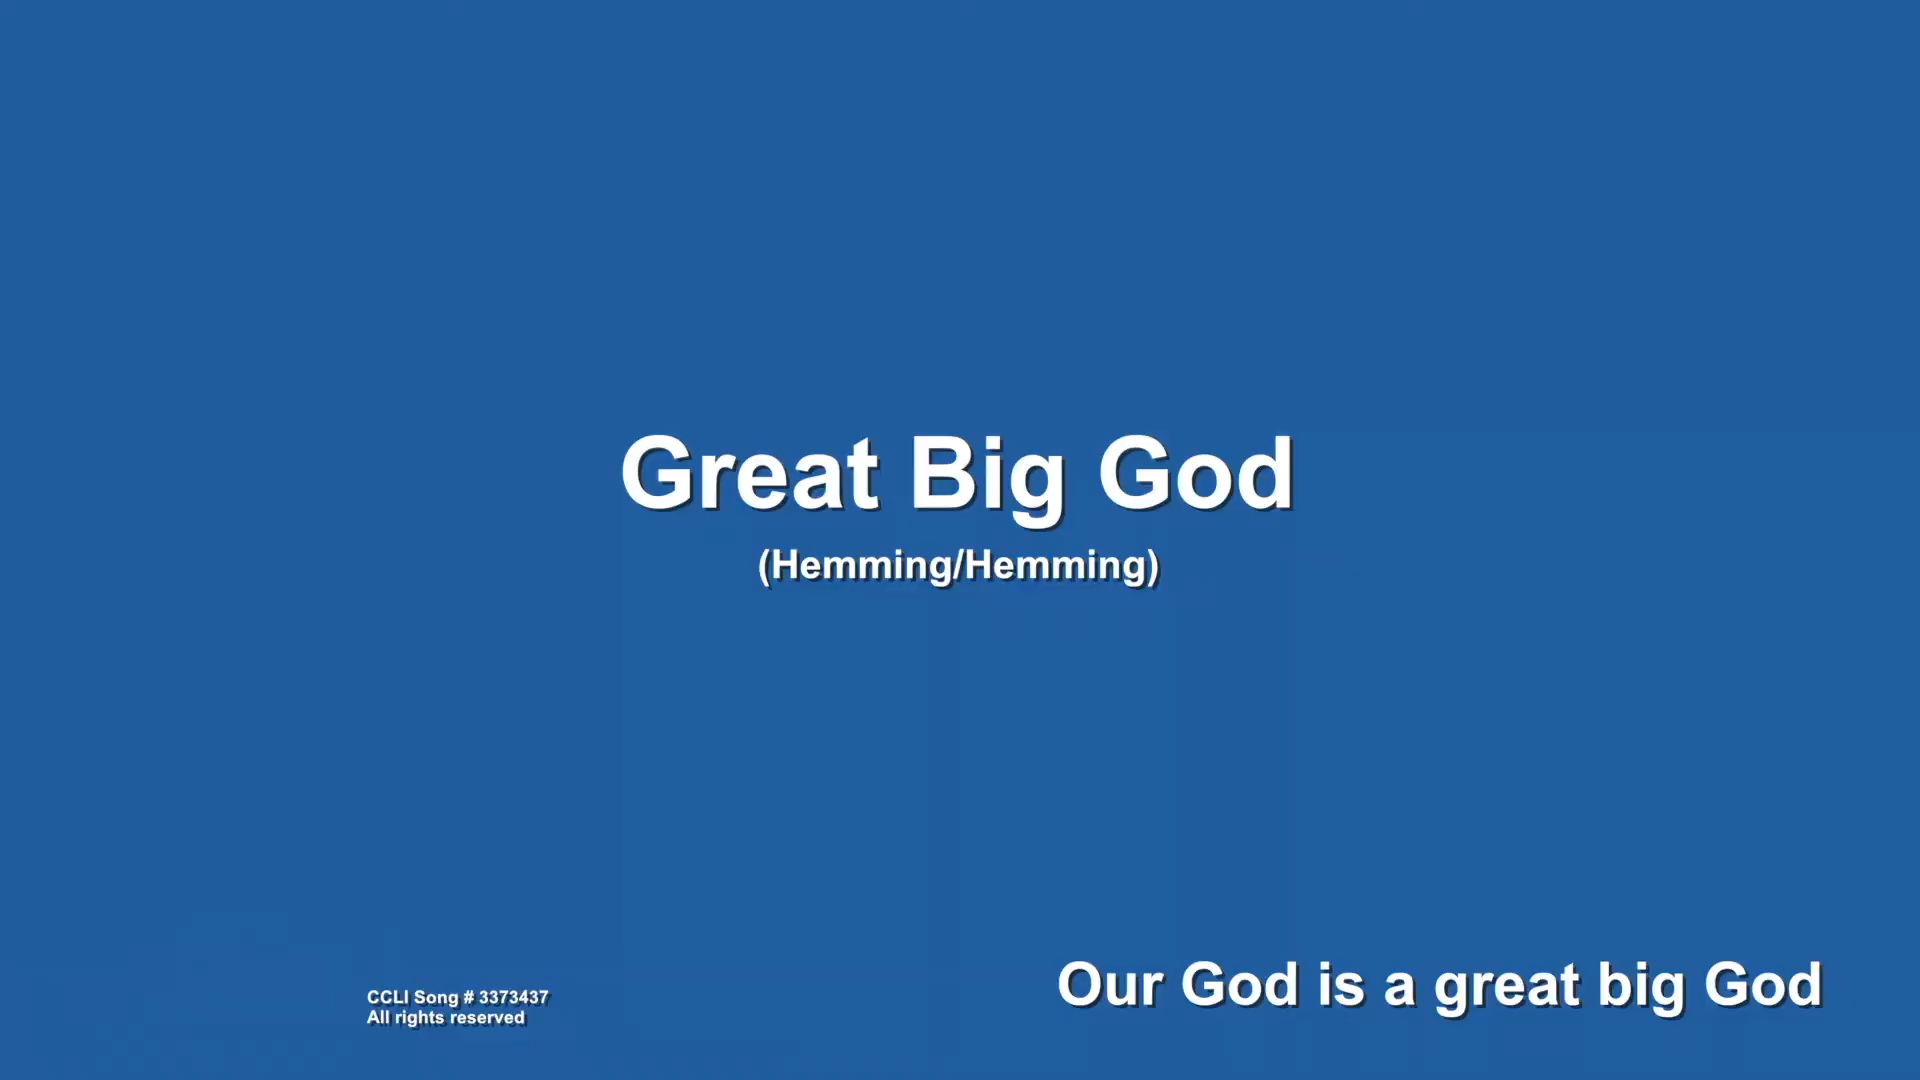 Great Big God
(Hemming/Hemming)
CCLI Song # 3373437
All rights reserved
Our God is a great big God